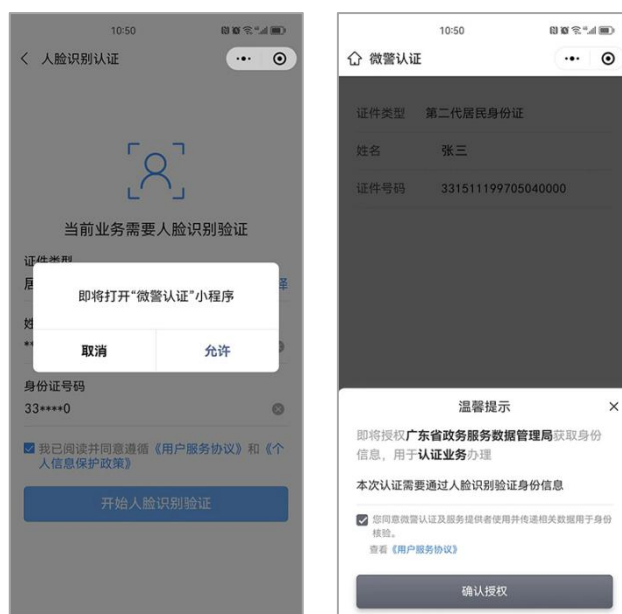 10:50
人脸识别认证
当前业务需要人脸识别验证
证件类型
居
择
即将打开“微警认证”小程序
姓
**
取消 允许
身份证号码
33****0
我已阅读并同意遵循《用户服务协议》和《个
人信息保护政策》
开始人脸识别验证
10:50
微警认证
证件类型 第二代居民身份证
姓名 张三
证件号码 331511199705040000
温馨提示
即将授权广东省政务服务数据管理局获取身份
信息，用于认证业务办理
本次认证需要通过人脸识别验证身份信息
您同意微警认证及服务提供者使用并传递相关数据用于身份
核验。
查看《用户服务协议》
确认授权